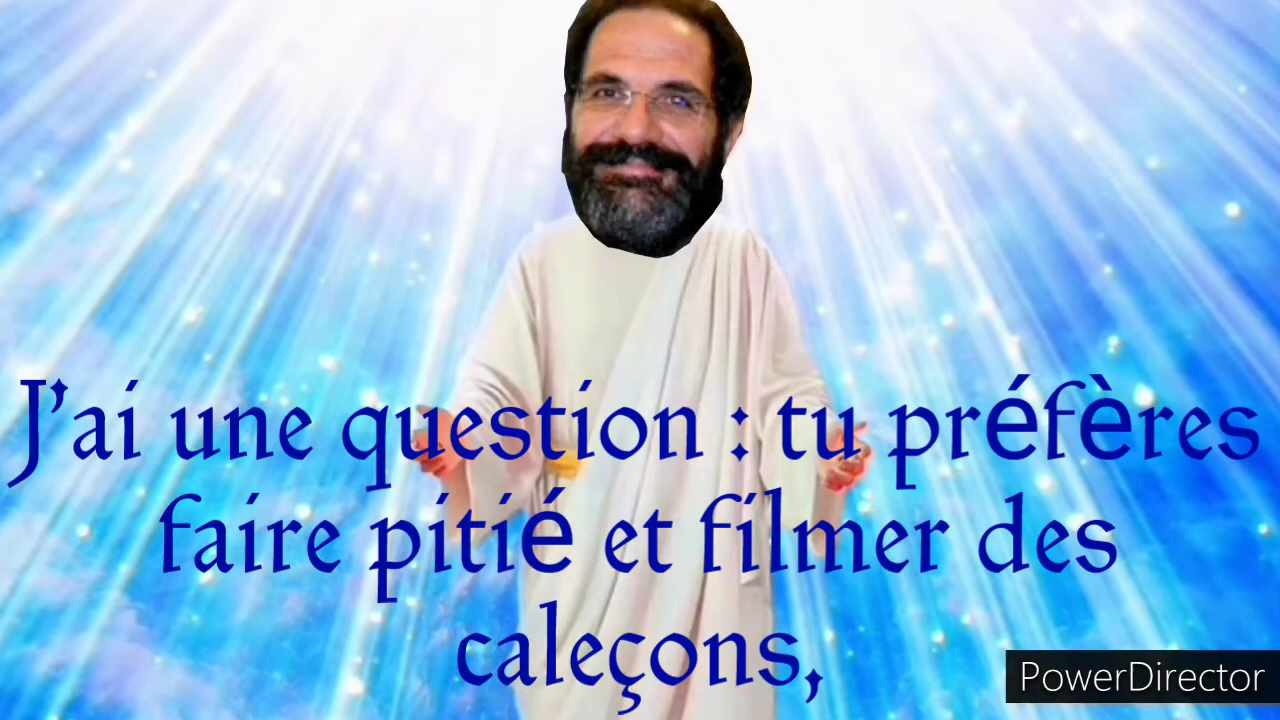 J'ai une question : tu préfères
faire pitié et filmer des
caleçons,
PowerDirector